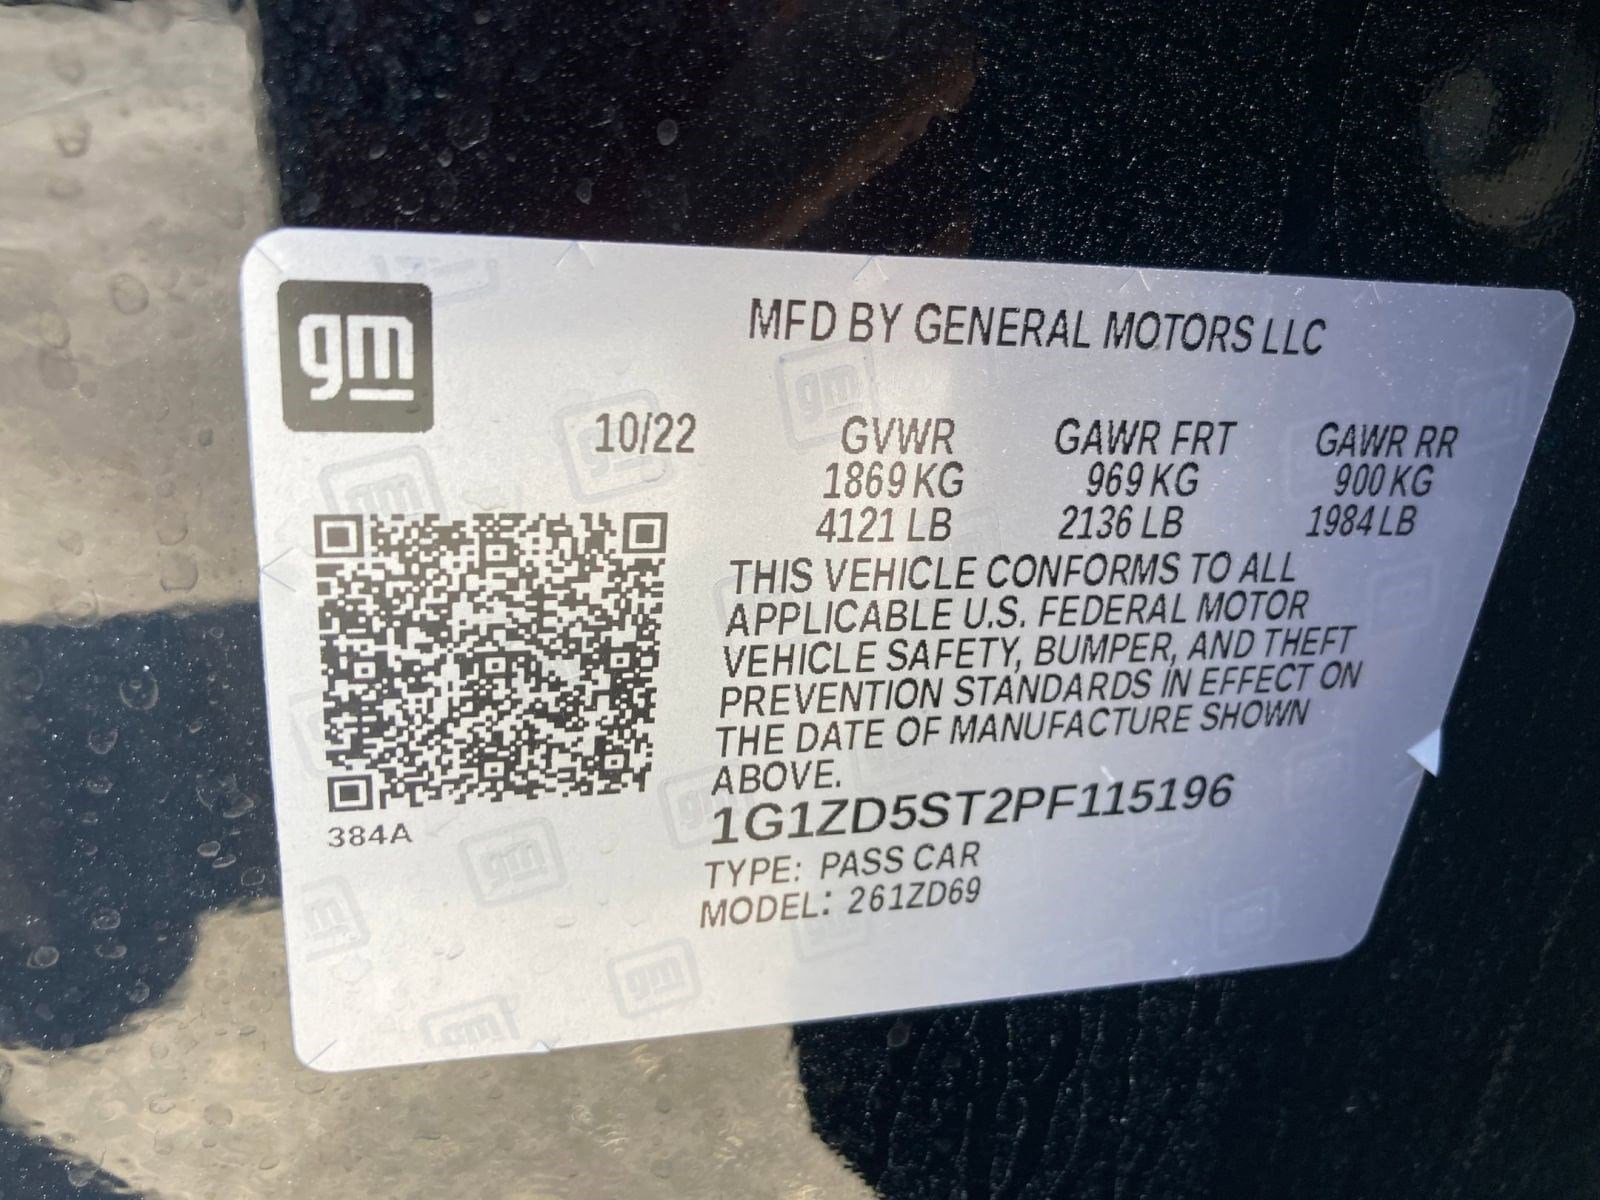 gm
MFD BY GENERAL MOTORS LLC
10/22 GVWR GAWR FRT GAWR RR
1869 KG 969 KG 900 KG
4121 LB 2136 LB 1984 LB
THIS VEHICLE CONFORMS TO ALL
APPLICABLE U.S. FEDERAL MOTOR
VEHICLE SAFETY, BUMPER, AND THEFT
PREVENTION STANDARDS IN EFFECT ON
THE DATE OF MANUFACTURE SHOWN
ABOVE.
1G1ZD5ST2PF115196
384A
TYPE: PASS CAR
MODEL: 261ZD69